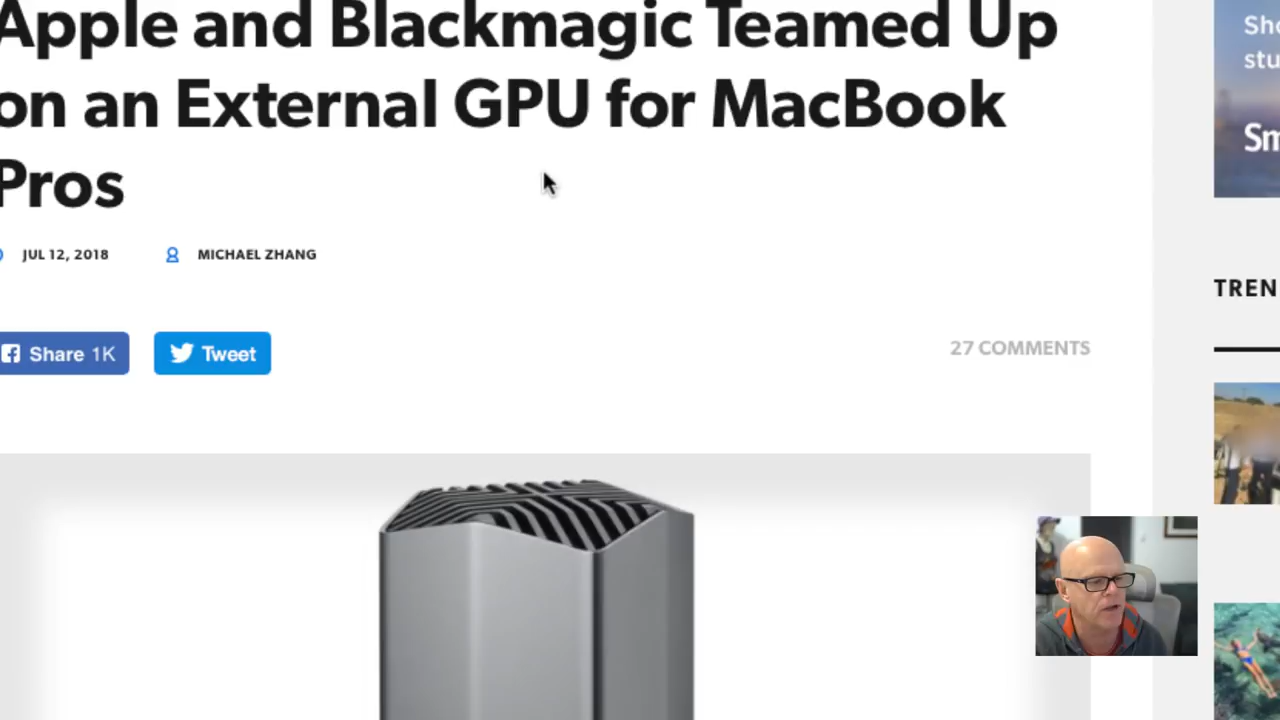 Apple and Blackmagic Teamed Up
on an External GPU for MacBook
Pros
JUL 12, 2018 MICHAEL ZHANG
Share 1K Tweet
27 COMMENTS